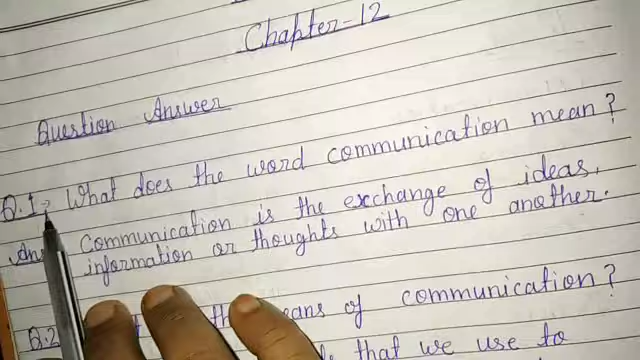 Chapter-12
Question Answer
Q.1:- What does the word communication mean?
Ans Communication is the exchange of ideas,
information or thoughts with one another.
Q.2 of communication?
that we use to